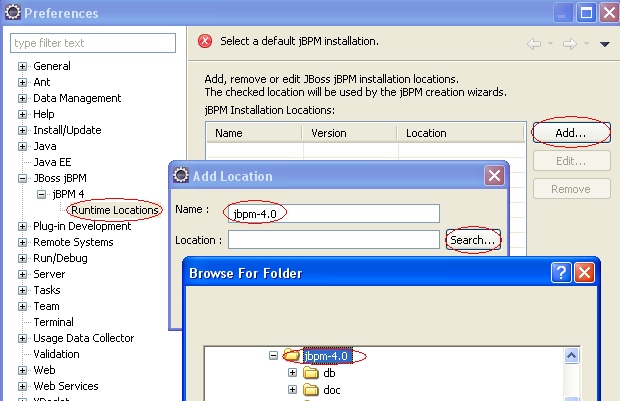 Preferences
type filter text
General
Ant
Data Management
Help
Install/Update
Java
Java EE
JBoss jBPM
jBPM 4
Runtime Locations
Plug-in Development
Remote Systems
Run/Debug
Server
Tasks
Team
Terminal
Usage Data Collector
Validation
Web
Web Services
Select a default jBPM installation.
Add, remove or edit JBoss jBPM installation locations.
The checked location will be used by the jBPM creation wizards.
jBPM Installation Locations:
Name Version Location
Add...
Edit...
Remove
Add Location
Name : jbpm-4.0
Location : Search...
Browse For Folder
jbpm-4.0
db
doc